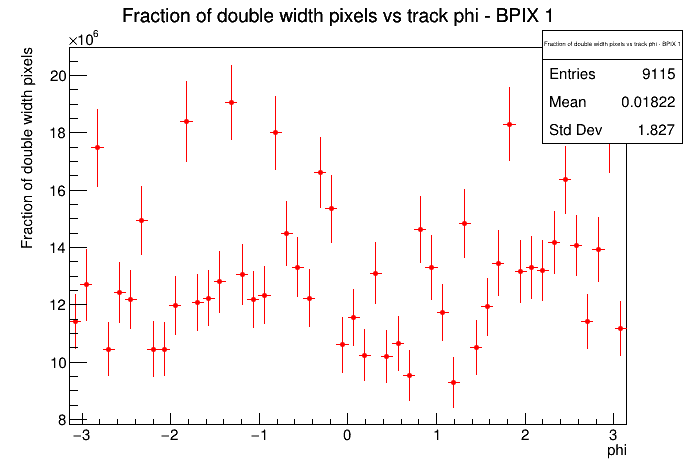 Fraction of double width pixels vs track phi - BPIX 1
×10⁶
Fraction of double width pixels
Fraction of double width pixels vs track phi - BPIX 1
Entries 9115
Mean 0.01822
Std Dev 1.827
20
18
16
14
12
10
8
−3 −2 −1 0 1 2 3
phi